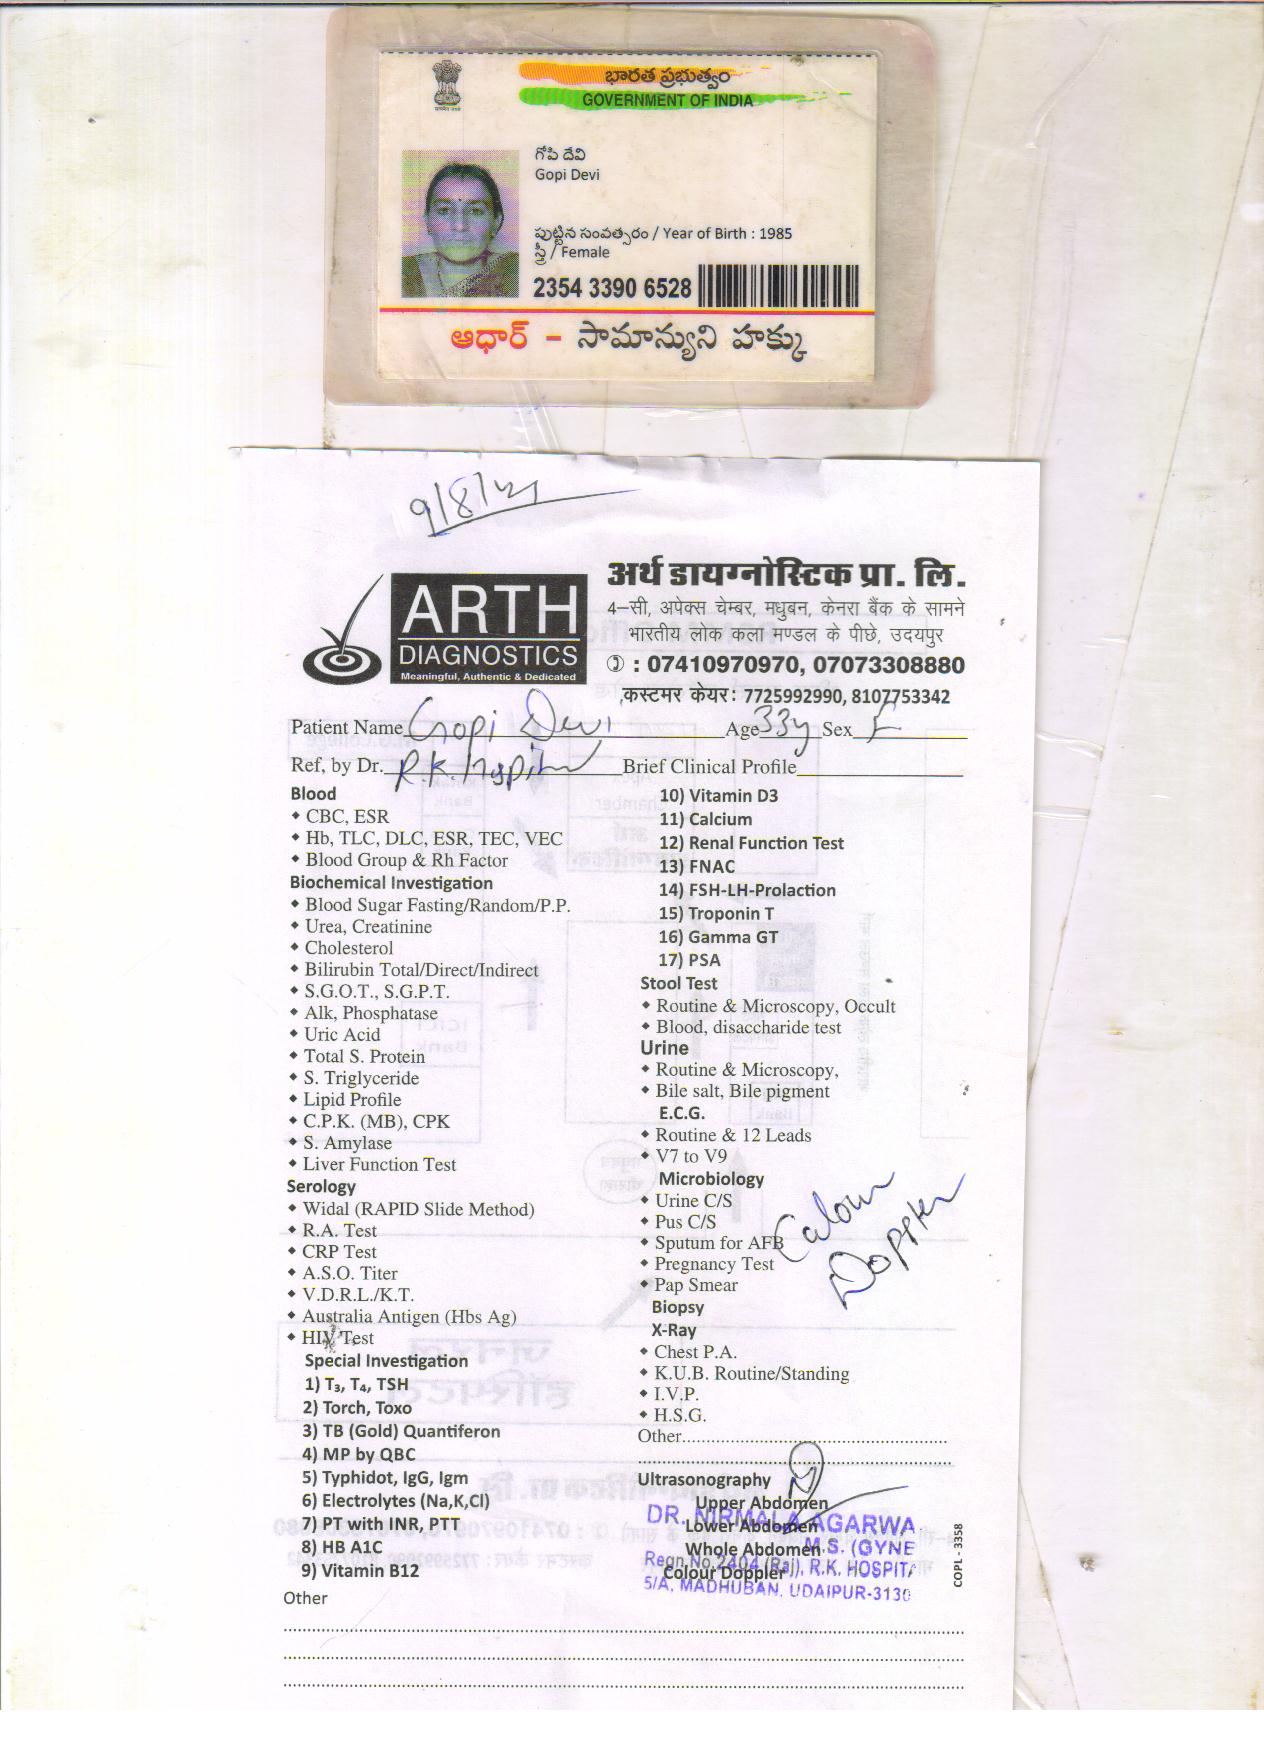 భారత ప్రభుత్వం
GOVERNMENT OF INDIA
గోపి దేవి
Gopi Devi
పుట్టిన సంవత్సరం / Year of Birth : 1985
స్త్రీ / Female
2354 3390 6528
ఆధార్ - సామాన్యుని హక్కు
9/8/21
ARTH
DIAGNOSTICS
Meaningful, Authentic & Dedicated
अर्थ डायग्नोस्टिक प्रा. लि.
4-सी, अपेक्स चेम्बर, मधुबन, केनरा बैंक के सामने
भारतीय लोक कला मण्डल के पीछे, उदयपुर
: 07410970970, 07073308880
कस्टमर केयर: 7725992990, 8107753342
Patient Name Gopi Devi Age 33y Sex F
Ref, by Dr. R.K. Hospital Brief Clinical Profile
Blood
CBC, ESR
Hb, TLC, DLC, ESR, TEC, VEC
Blood Group & Rh Factor
Biochemical Investigation
Blood Sugar Fasting/Random/P.P.
Urea, Creatinine
Cholesterol
Bilirubin Total/Direct/Indirect
S.G.O.T., S.G.P.T.
Alk, Phosphatase
Uric Acid
Total S. Protein
S. Triglyceride
Lipid Profile
C.P.K. (MB), CPK
S. Amylase
Liver Function Test
Serology
Widal (RAPID Slide Method)
R.A. Test
CRP Test
A.S.O. Titer
V.D.R.L./K.T.
Australia Antigen (Hbs Ag)
HIV Test
Special Investigation
1) T₃, T₄, TSH
2) Torch, Toxo
3) TB (Gold) Quantiferon
4) MP by QBC
5) Typhidot, IgG, Igm
6) Electrolytes (Na,K,Cl)
7) PT with INR, PTT
8) HB A1C
9) Vitamin B12
Other
10) Vitamin D3
11) Calcium
12) Renal Function Test
13) FNAC
14) FSH-LH-Prolaction
15) Troponin T
16) Gamma GT
17) PSA
Stool Test
Routine & Microscopy, Occult
Blood, disaccharide test
Urine
Routine & Microscopy,
Bile salt, Bile pigment
E.C.G.
Routine & 12 Leads
V7 to V9
Microbiology
Urine C/S
Pus C/S
Sputum for AFB
Pregnancy Test
Pap Smear
Colour
Doppler
Biopsy
X-Ray
Chest P.A.
K.U.B. Routine/Standing
I.V.P.
H.S.G.
Other
Ultrasonography
Upper Abdomen
Lower Abdomen
Whole Abdomen
Colour Doppler
DR. NIRMALA AGARWA
M.S. (GYNE
Regn.No.2404 (Raj), R.K. HOSPITA
5/A, MADHUBAN, UDAIPUR-3130
COPL - 3358